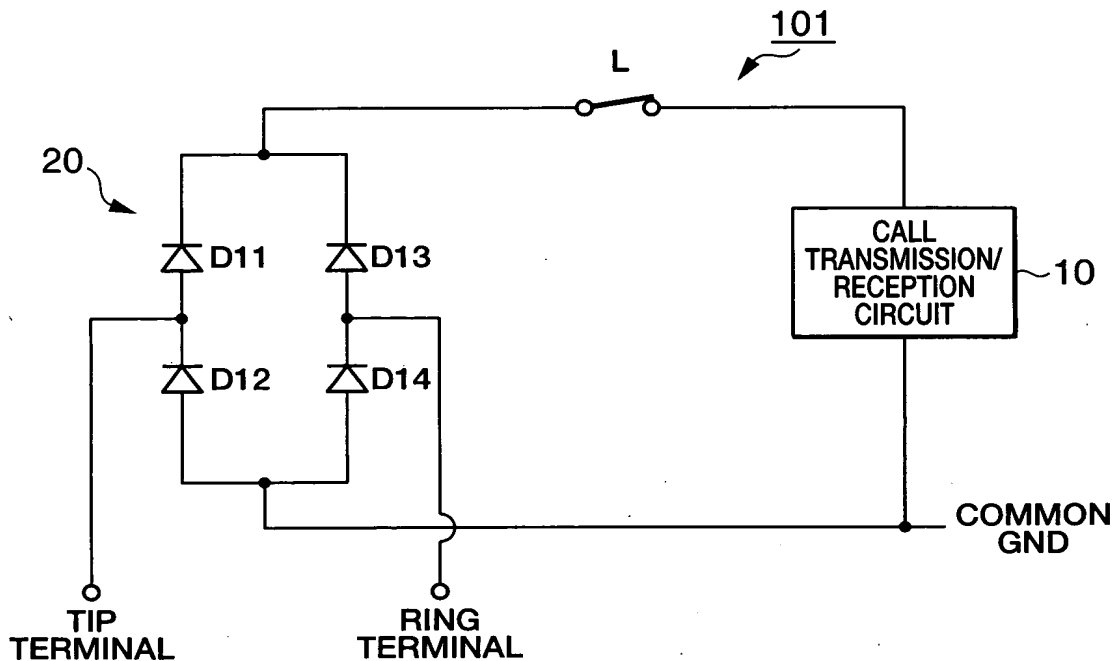 101
L
20
D11
D13
CALL
TRANSMISSION/
RECEPTION
CIRCUIT
10
D12
D14
COMMON
GND
TIP
TERMINAL
RING
TERMINAL